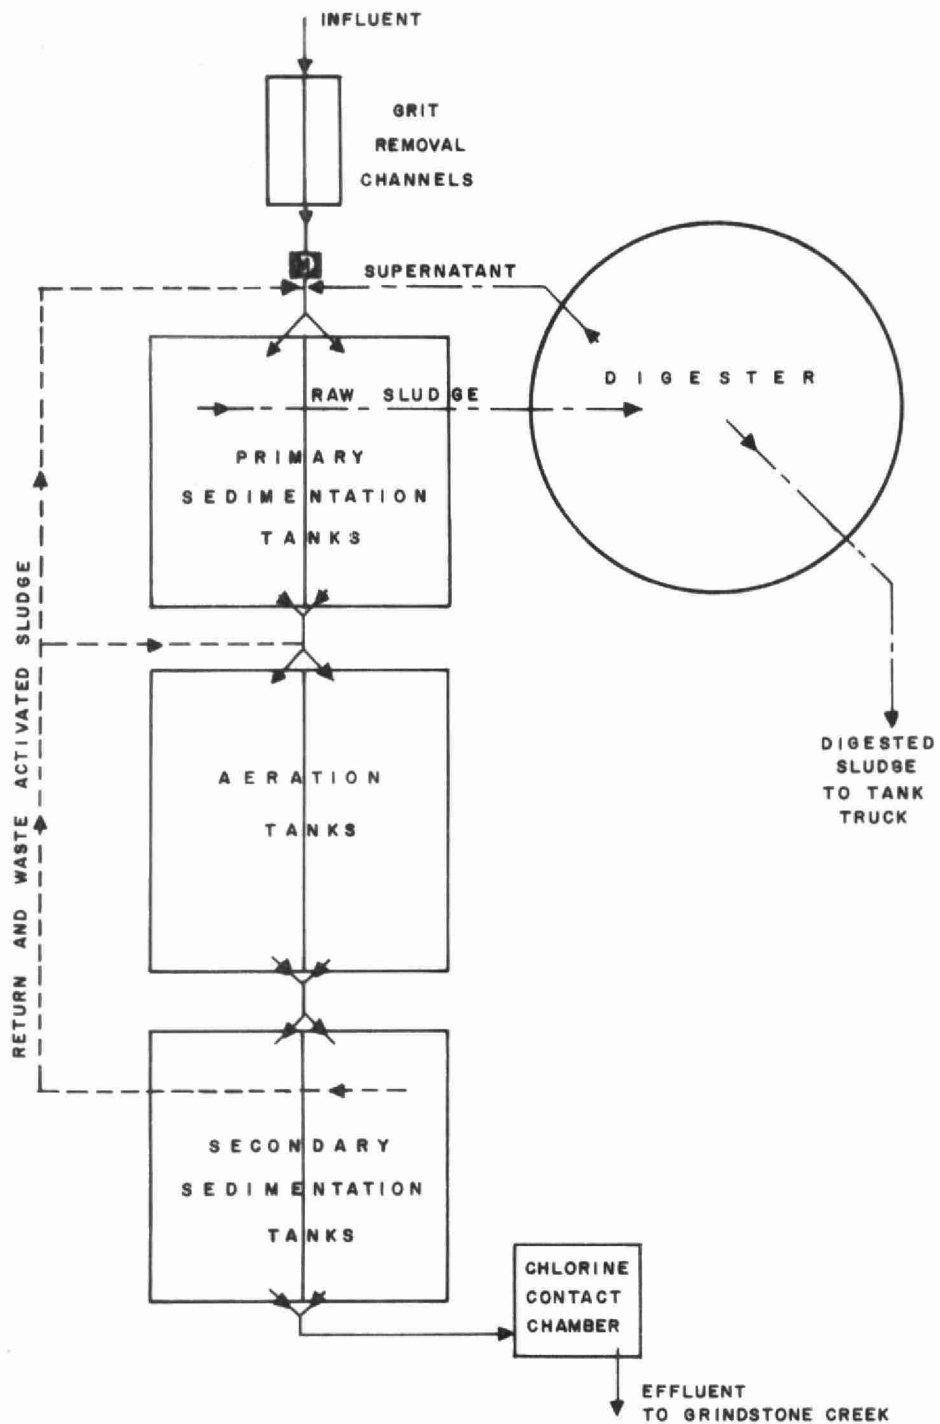 INFLUENT
GRIT
REMOVAL
CHANNELS
SUPERNATANT
DIGESTER
RAW SLUDGE
PRIMARY
SEDIMENTATION
TANKS
RETURN AND WASTE ACTIVATED SLUDGE
AERATION
TANKS
DIGESTED
SLUDGE
TO TANK
TRUCK
SECONDARY
SEDIMENTATION
TANKS
CHLORINE
CONTACT
CHAMBER
EFFLUENT
TO GRINDSTONE CREEK